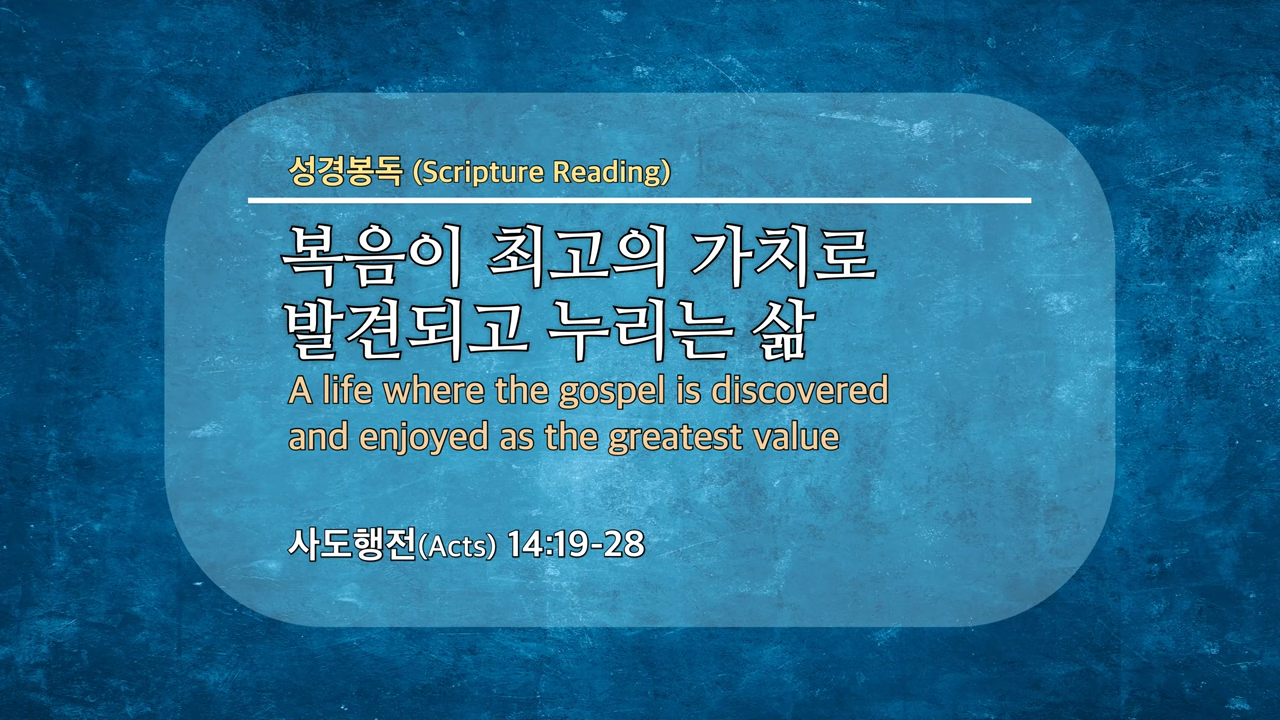 성경봉독 (Scripture Reading)
복음이 최고의 가치로
발견되고 누리는 삶
A life where the gospel is discovered
and enjoyed as the greatest value
사도행전(Acts) 14:19-28